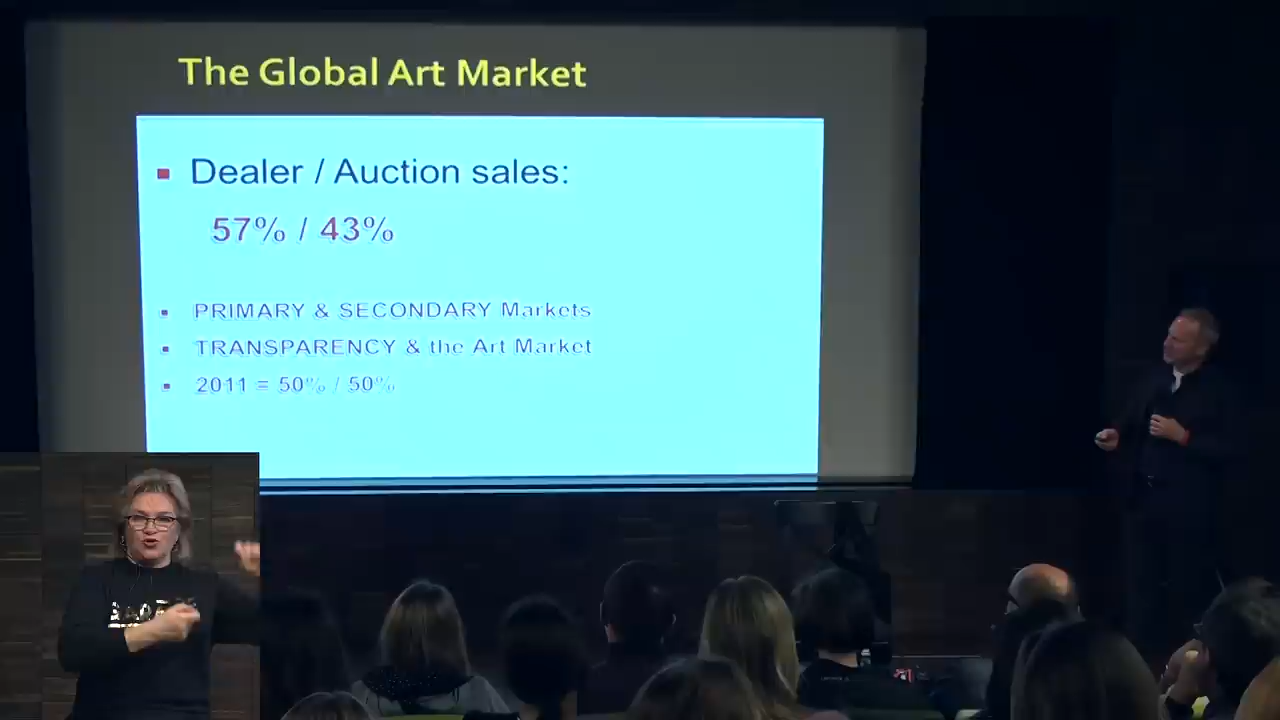 The Global Art Market
Dealer / Auction sales:
57% / 43%
PRIMARY & SECONDARY Markets
TRANSPARENCY & the Art Market
2011 = 50% / 50%